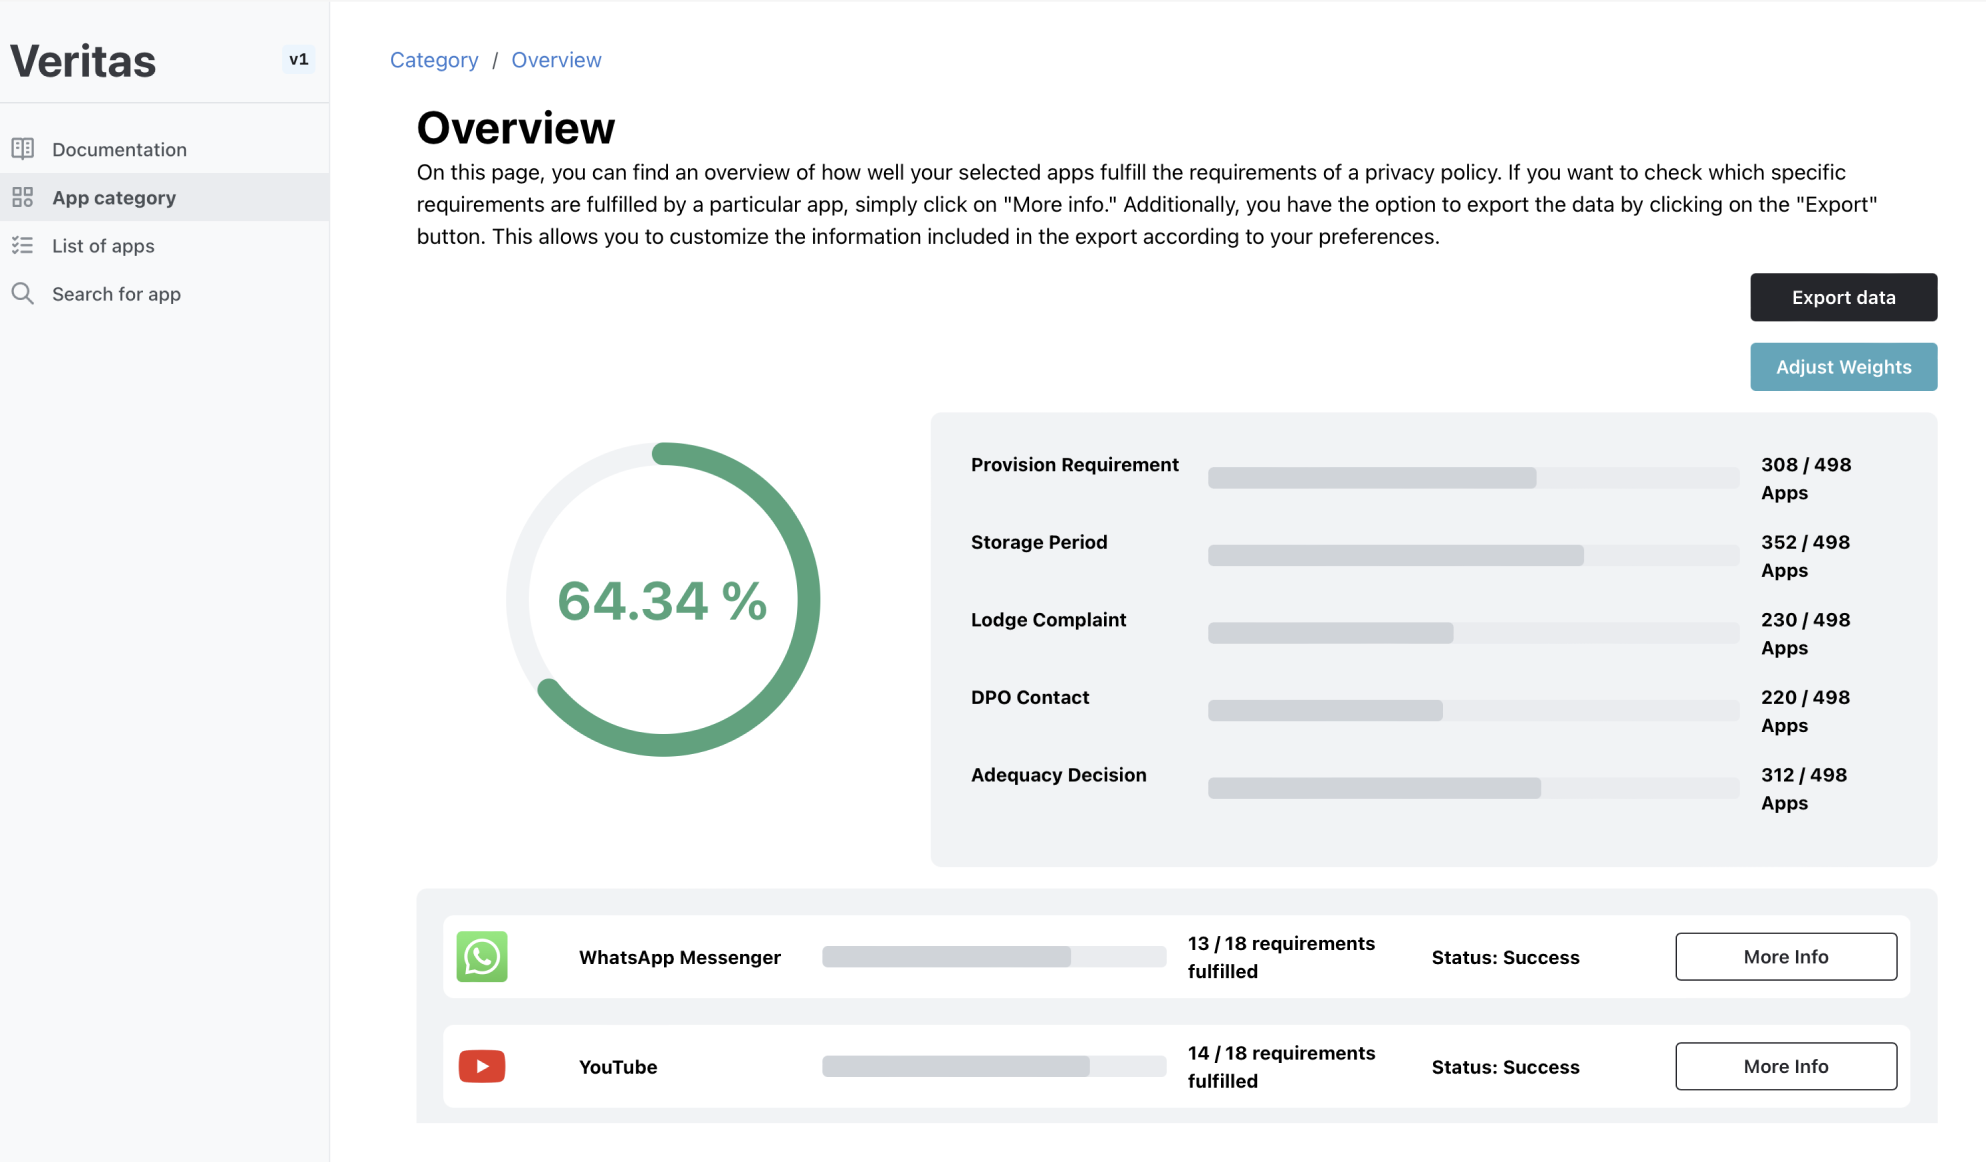 Veritas
v1
Documentation
App category
List of apps
Search for app
Category / Overview
Overview
On this page, you can find an overview of how well your selected apps fulfill the requirements of a privacy policy. If you want to check which specific
requirements are fulfilled by a particular app, simply click on "More info." Additionally, you have the option to export the data by clicking on the "Export"
button. This allows you to customize the information included in the export according to your preferences.
Export data
Adjust Weights
64.34 %
Provision Requirement
308 / 498
Apps
Storage Period
352 / 498
Apps
Lodge Complaint
230 / 498
Apps
DPO Contact
220 / 498
Apps
Adequacy Decision
312 / 498
Apps
WhatsApp Messenger
13 / 18 requirements
fulfilled
Status: Success
More Info
YouTube
14 / 18 requirements
fulfilled
Status: Success
More Info